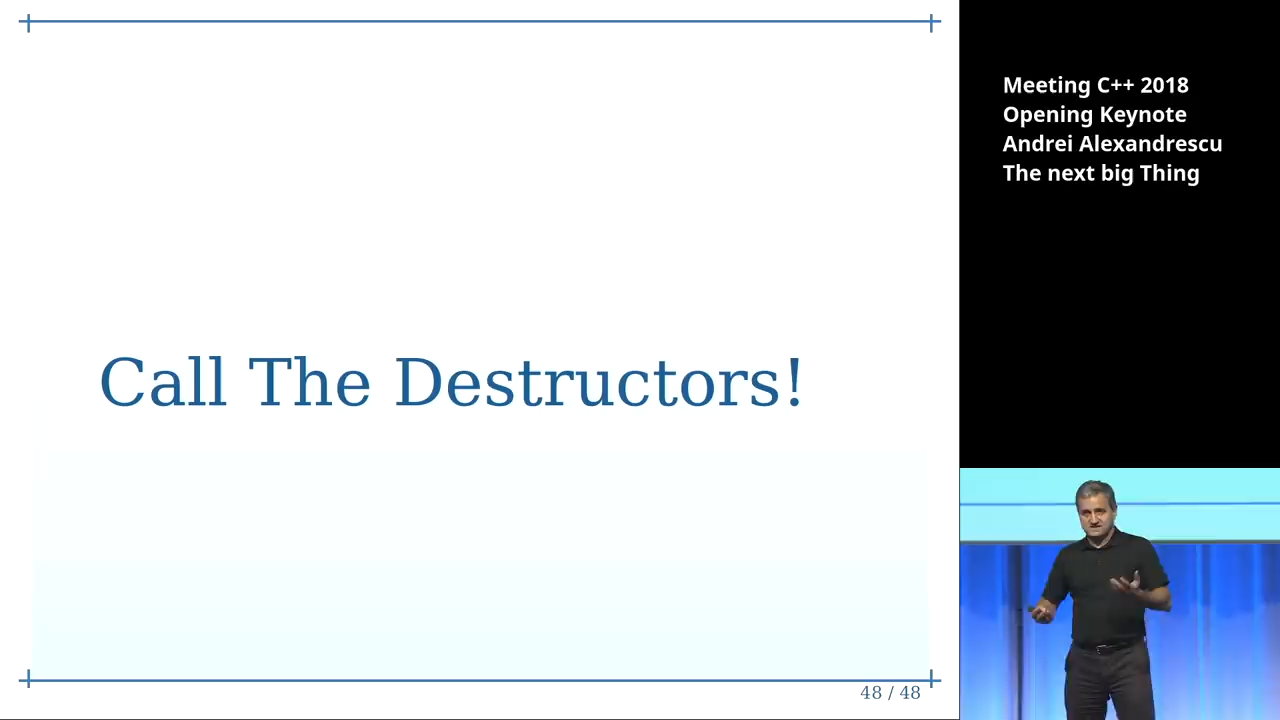 Call The Destructors!
48 / 48
Meeting C++ 2018
Opening Keynote
Andrei Alexandrescu
The next big Thing